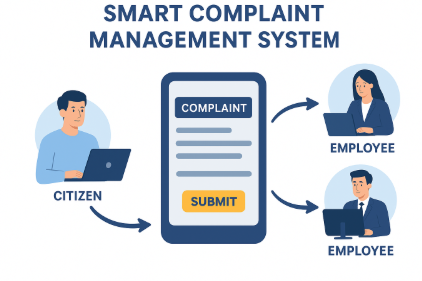 SMART COMPLAINT
MANAGEMENT SYSTEM
COMPLAINT
EMPLOYEE
CITIZEN
SUBMIT
EMPLOYEE